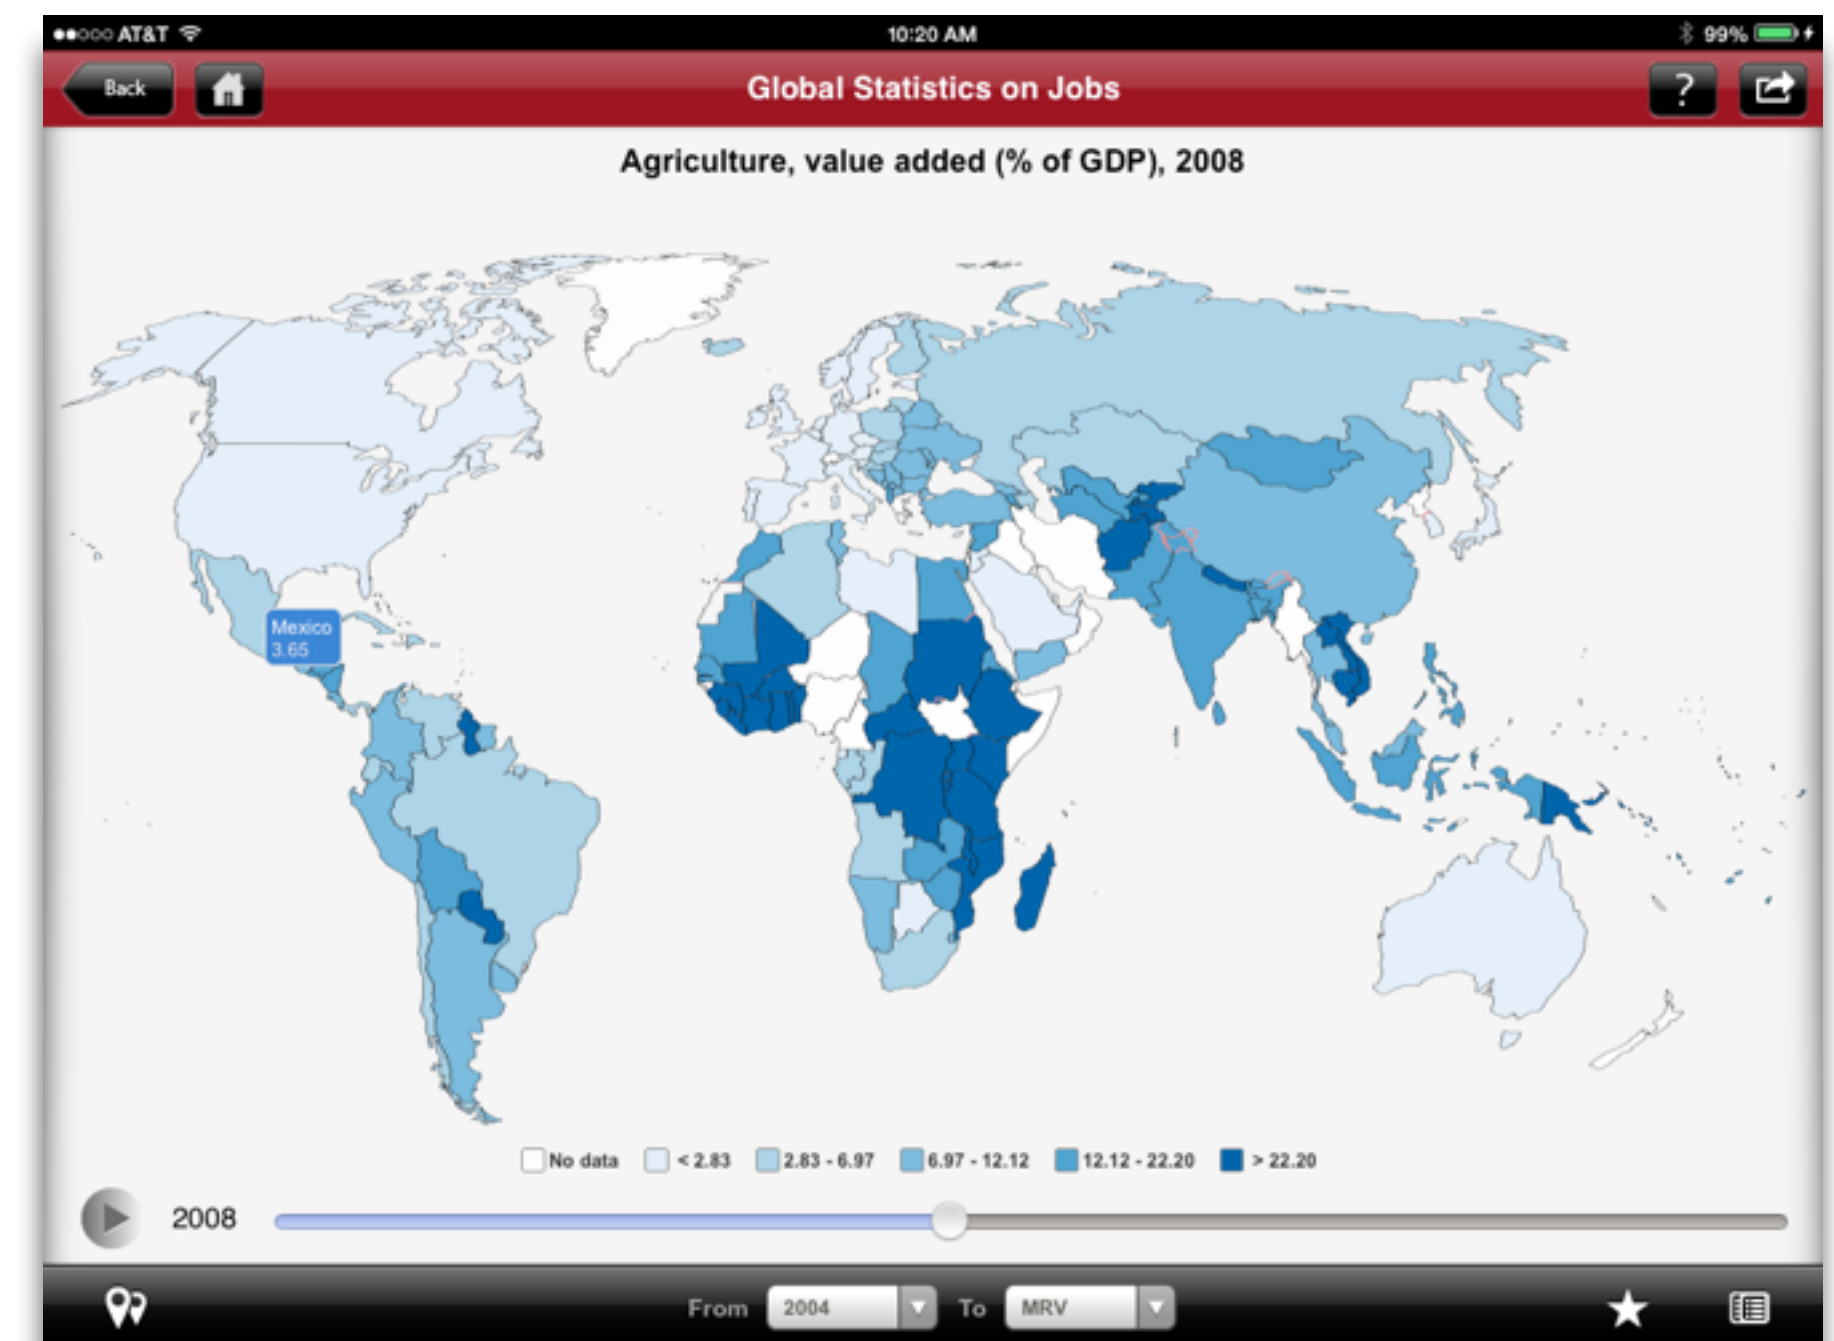 AT&T 10:20 AM 99%
Back Global Statistics on Jobs ?
Agriculture, value added (% of GDP), 2008
Mexico
3.65
No data < 2.83 2.83 - 6.97 6.97 - 12.12 12.12 - 22.20 > 22.20
2008
From 2004 To MRV